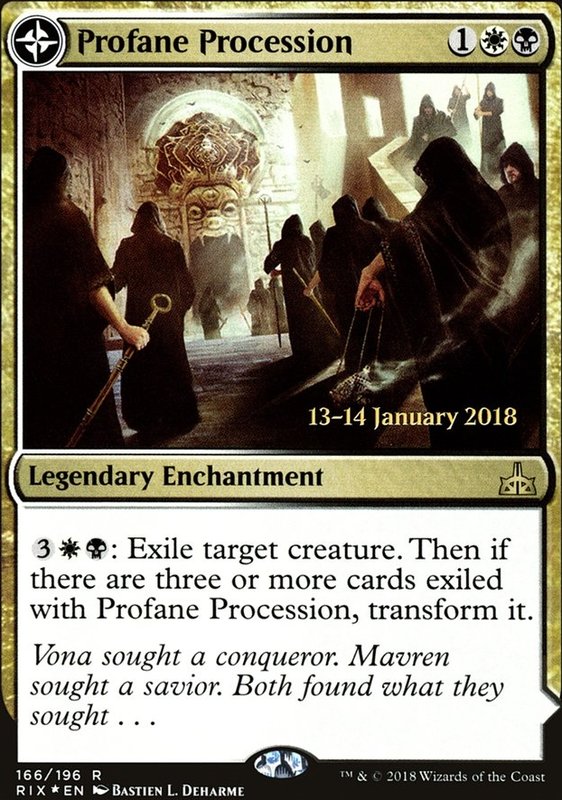 Profane Procession 1
13-14 January 2018
Legendary Enchantment
3: Exile target creature. Then if
there are three or more cards exiled
with Profane Procession, transform it.
Vona sought a conqueror. Mavren
sought a savior. Both found what they
sought . . .
166/196 R
RIX★EN Bastien L. Deharme
™ & © 2018 Wizards of the Coast